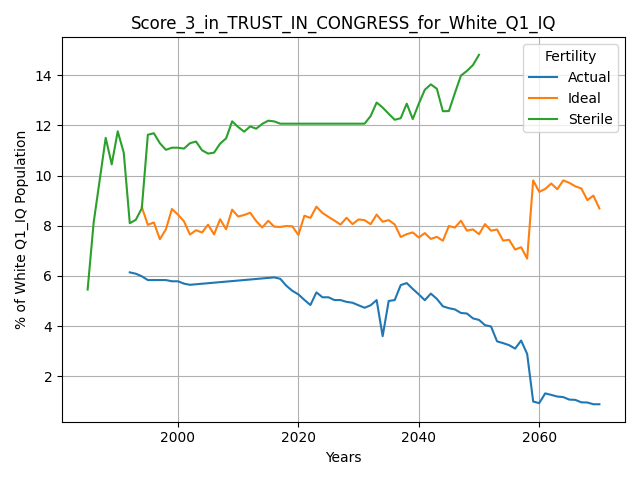 Score_3_in_TRUST_IN_CONGRESS_for_White_Q1_IQ
Fertility
Actual
Ideal
Sterile
% of White Q1_IQ Population
14
12
10
8
6
4
2
2000
2020
2040
2060
Years